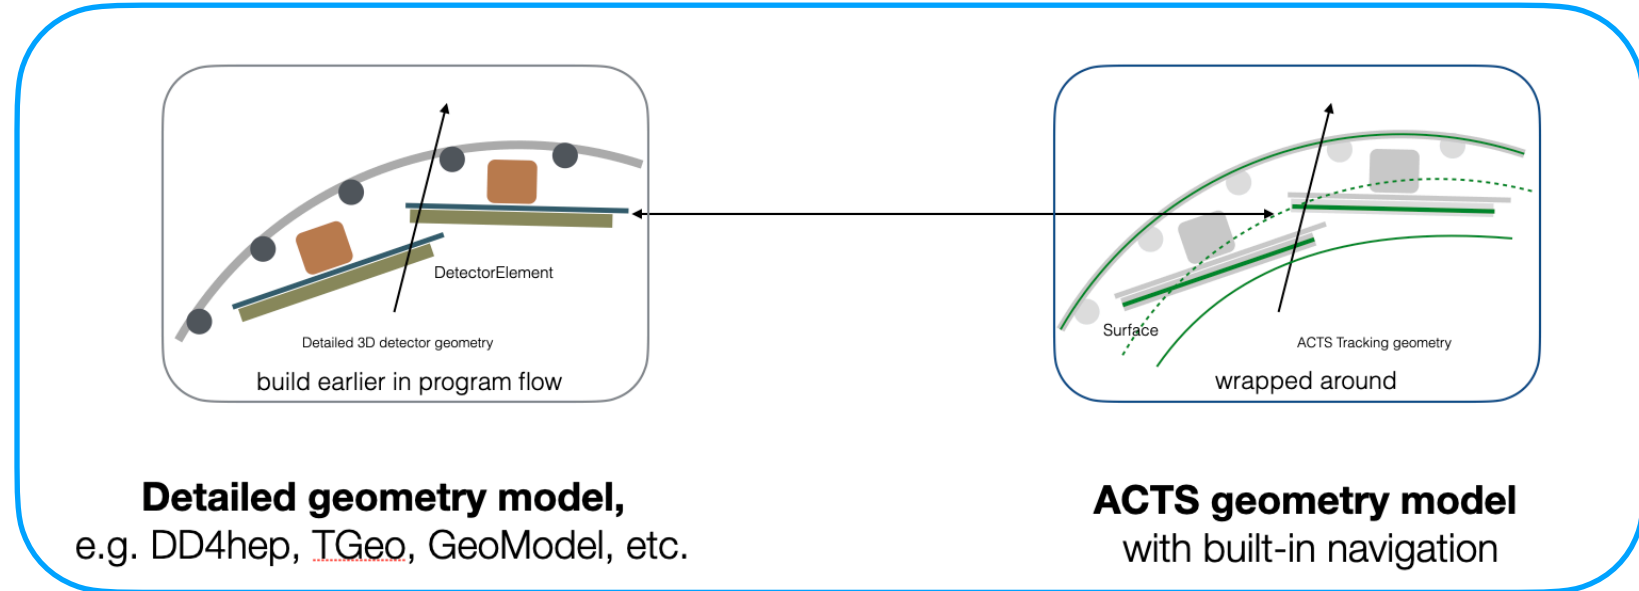 DetectorElement
Detailed 3D detector geometry
build earlier in program flow
Detailed geometry model,
e.g. DD4hep, TGeo, GeoModel, etc.
Surface
ACTS Tracking geometry
wrapped around
ACTS geometry model
with built-in navigation